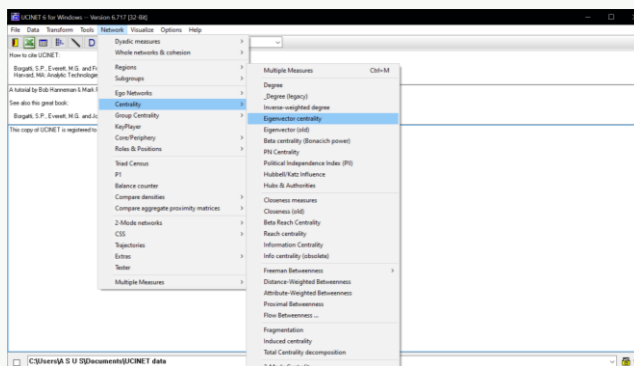 UCINET 6 for Windows -- Version 6.717 [32-Bit]
File Data Transform Tools Network Visualize Options Help
D
How to cite UCINET:
Borgatti, S.P., Everett, M.G. and
Harvard, MA: Analytic Technologie
A tutorial by Bob Hanneman & Mark
See also this great book:
Borgatti, S.P., Everett, M.G. and
This copy of UCINET is registered to
Dyadic measures
Whole networks & cohesion
Regions
Subgroups
Ego Networks
Centrality
Group Centrality
KeyPlayer
Core/Periphery
Roles & Positions
Triad Census
P1
Balance counter
Compare densities
Compare aggregate proximity matrices
2-Mode networks
CSS
Trajectories
Extras
Tester
Multiple Measures
Multiple Measures Ctrl+M
Degree
_Degree (legacy)
Inverse-weighted degree
Eigenvector centrality
Eigenvector (old)
Beta centrality (Bonacich power)
PN Centrality
Political Independence Index (PII)
Hubbell/Katz Influence
Hubs & Authorities
Closeness measures
Closeness (old)
Beta Reach Centrality
Reach centrality
Information Centrality
Info centrality (obsolete)
Freeman Betweenness
Distance-Weighted Betweenness
Attribute-Weighted Betweenness
Proximal Betweenness
Flow Betweenness ...
Fragmentation
Induced centrality
Total Centrality decomposition
C:\Users\A S U S\Documents\UCINET data